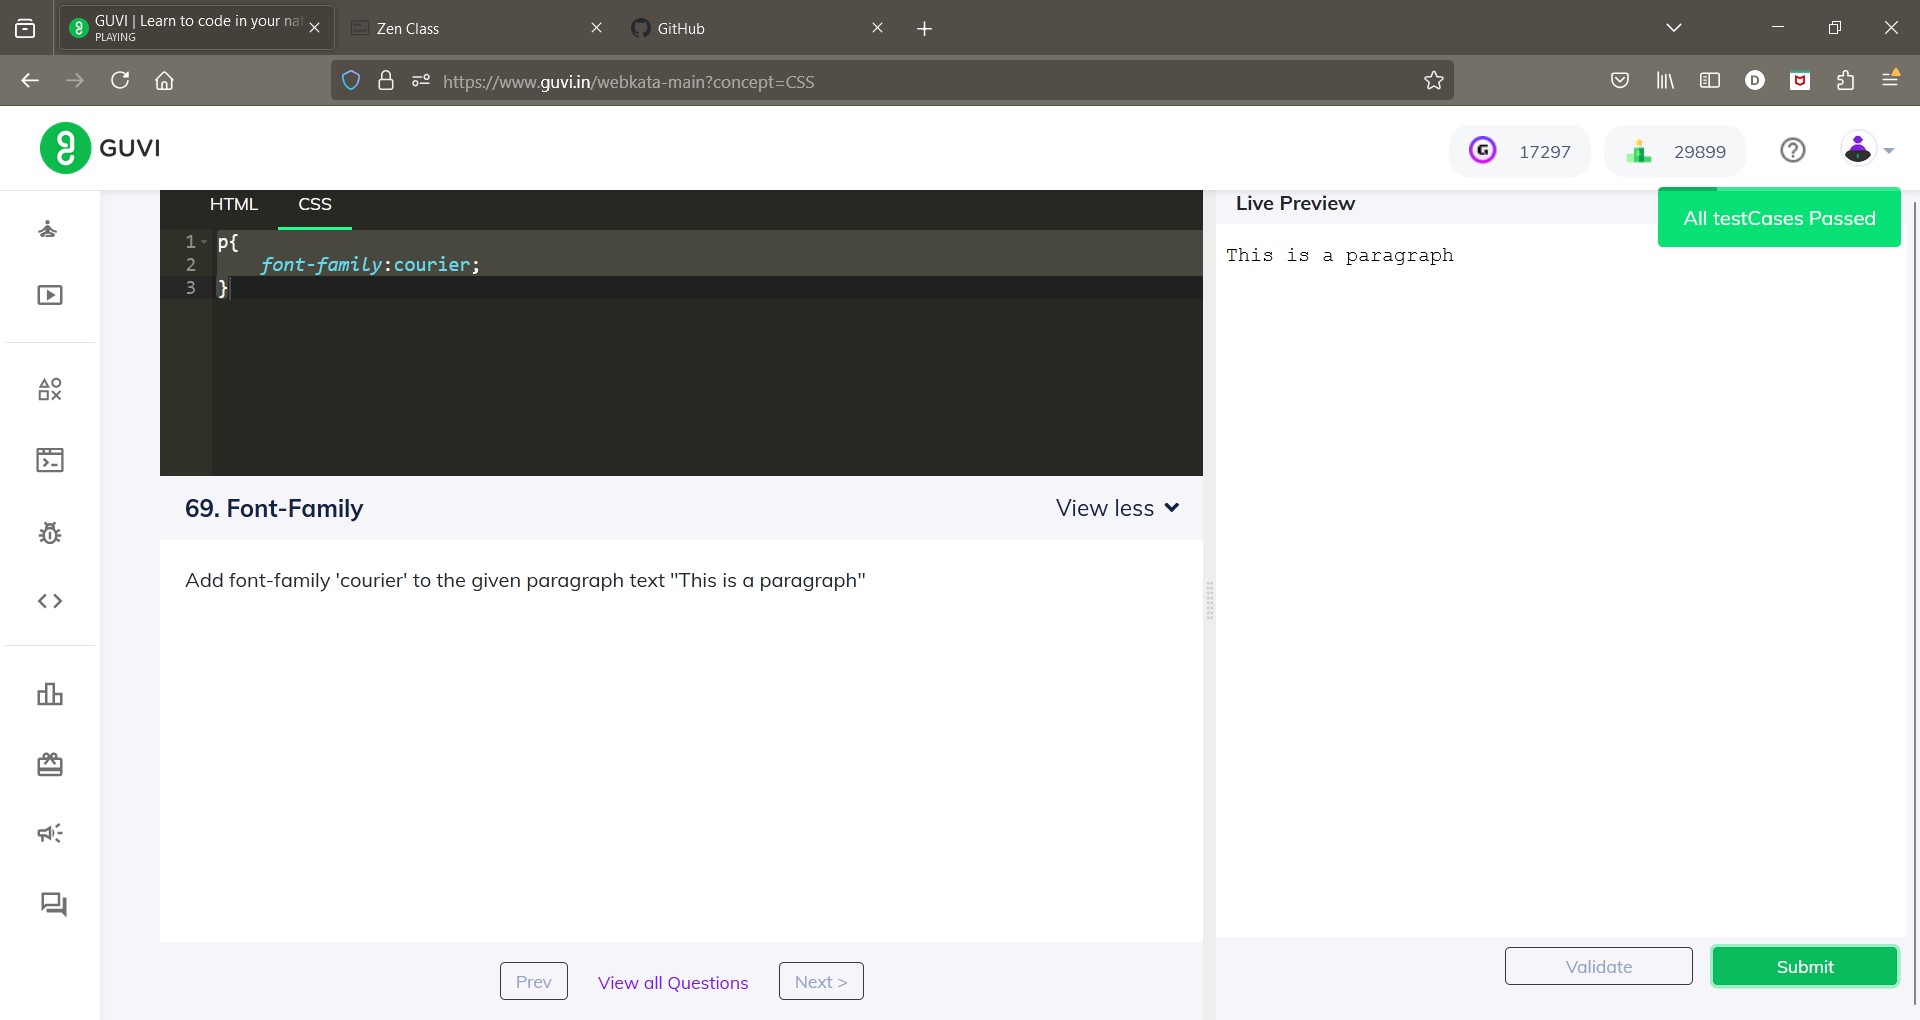 GUVI | Learn to code in your nat
PLAYING
Zen Class
GitHub
https://www.guvi.in/webkata-main?concept=CSS
D
GUVI
G
17297
29899
HTML
CSS
Live Preview
All testCases Passed
1 p{
2 font-family:courier;
3 }
This is a paragraph
69. Font-Family
View less
Add font-family 'courier' to the given paragraph text "This is a paragraph"
Prev
View all Questions
Next >
Validate
Submit